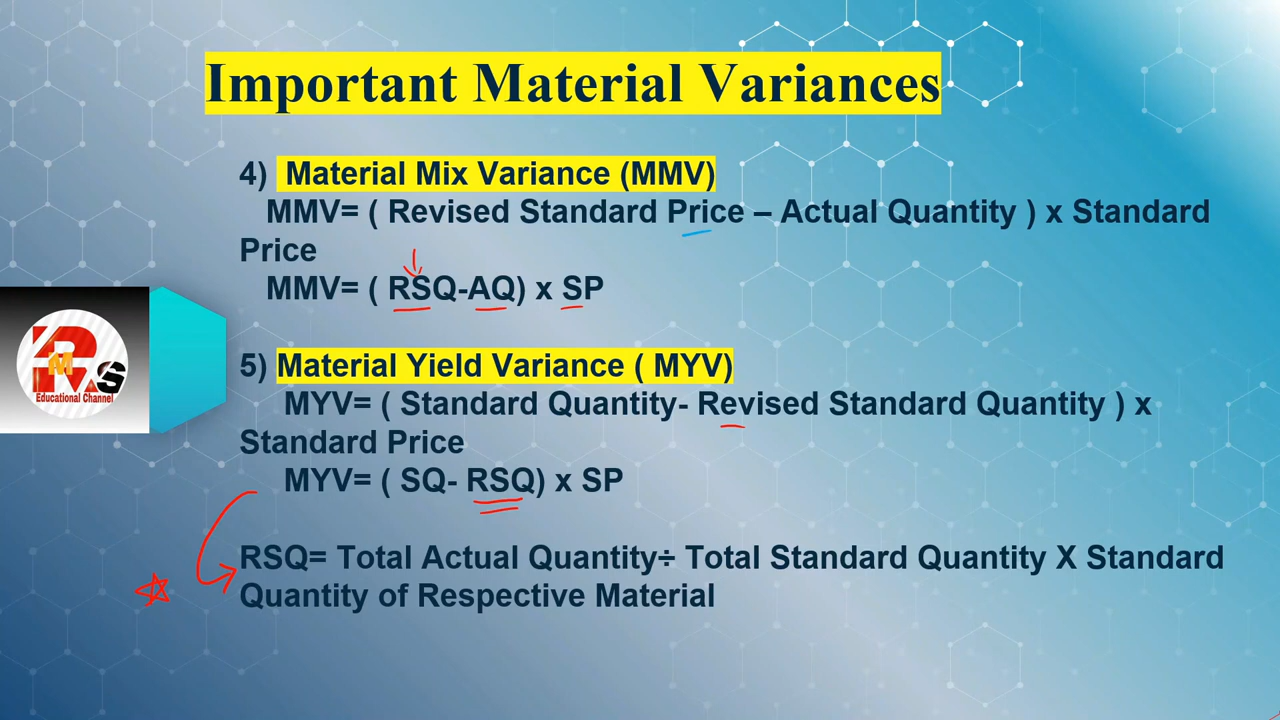 Important Material Variances
4) Material Mix Variance (MMV)
MMV= ( Revised Standard Price – Actual Quantity ) x Standard
Price
MMV= ( RSQ-AQ) x SP
5) Material Yield Variance ( MYV)
MYV= ( Standard Quantity- Revised Standard Quantity ) x
Standard Price
MYV= ( SQ- RSQ) x SP
RSQ= Total Actual Quantity÷ Total Standard Quantity X Standard
Quantity of Respective Material
Educational Channel